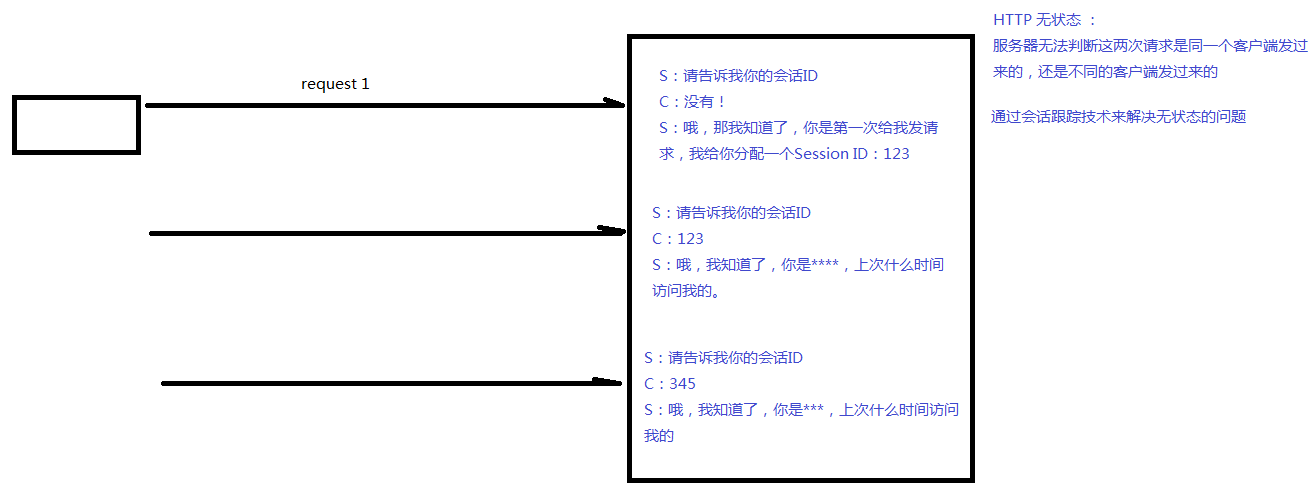 HTTP 无状态 ：
服务器无法判断这两次请求是同一个客户端发过
来的，还是不同的客户端发过来的
通过会话跟踪技术来解决无状态的问题
request 1
S：请告诉我你的会话ID
C：没有！
S：哦，那我知道了，你是第一次给我发请
求，我给你分配一个Session ID：123
S：请告诉我你的会话ID
C：123
S：哦，我知道了，你是****，上次什么时间
访问我的。
S：请告诉我你的会话ID
C：345
S：哦，我知道了，你是***，上次什么时间访问
我的